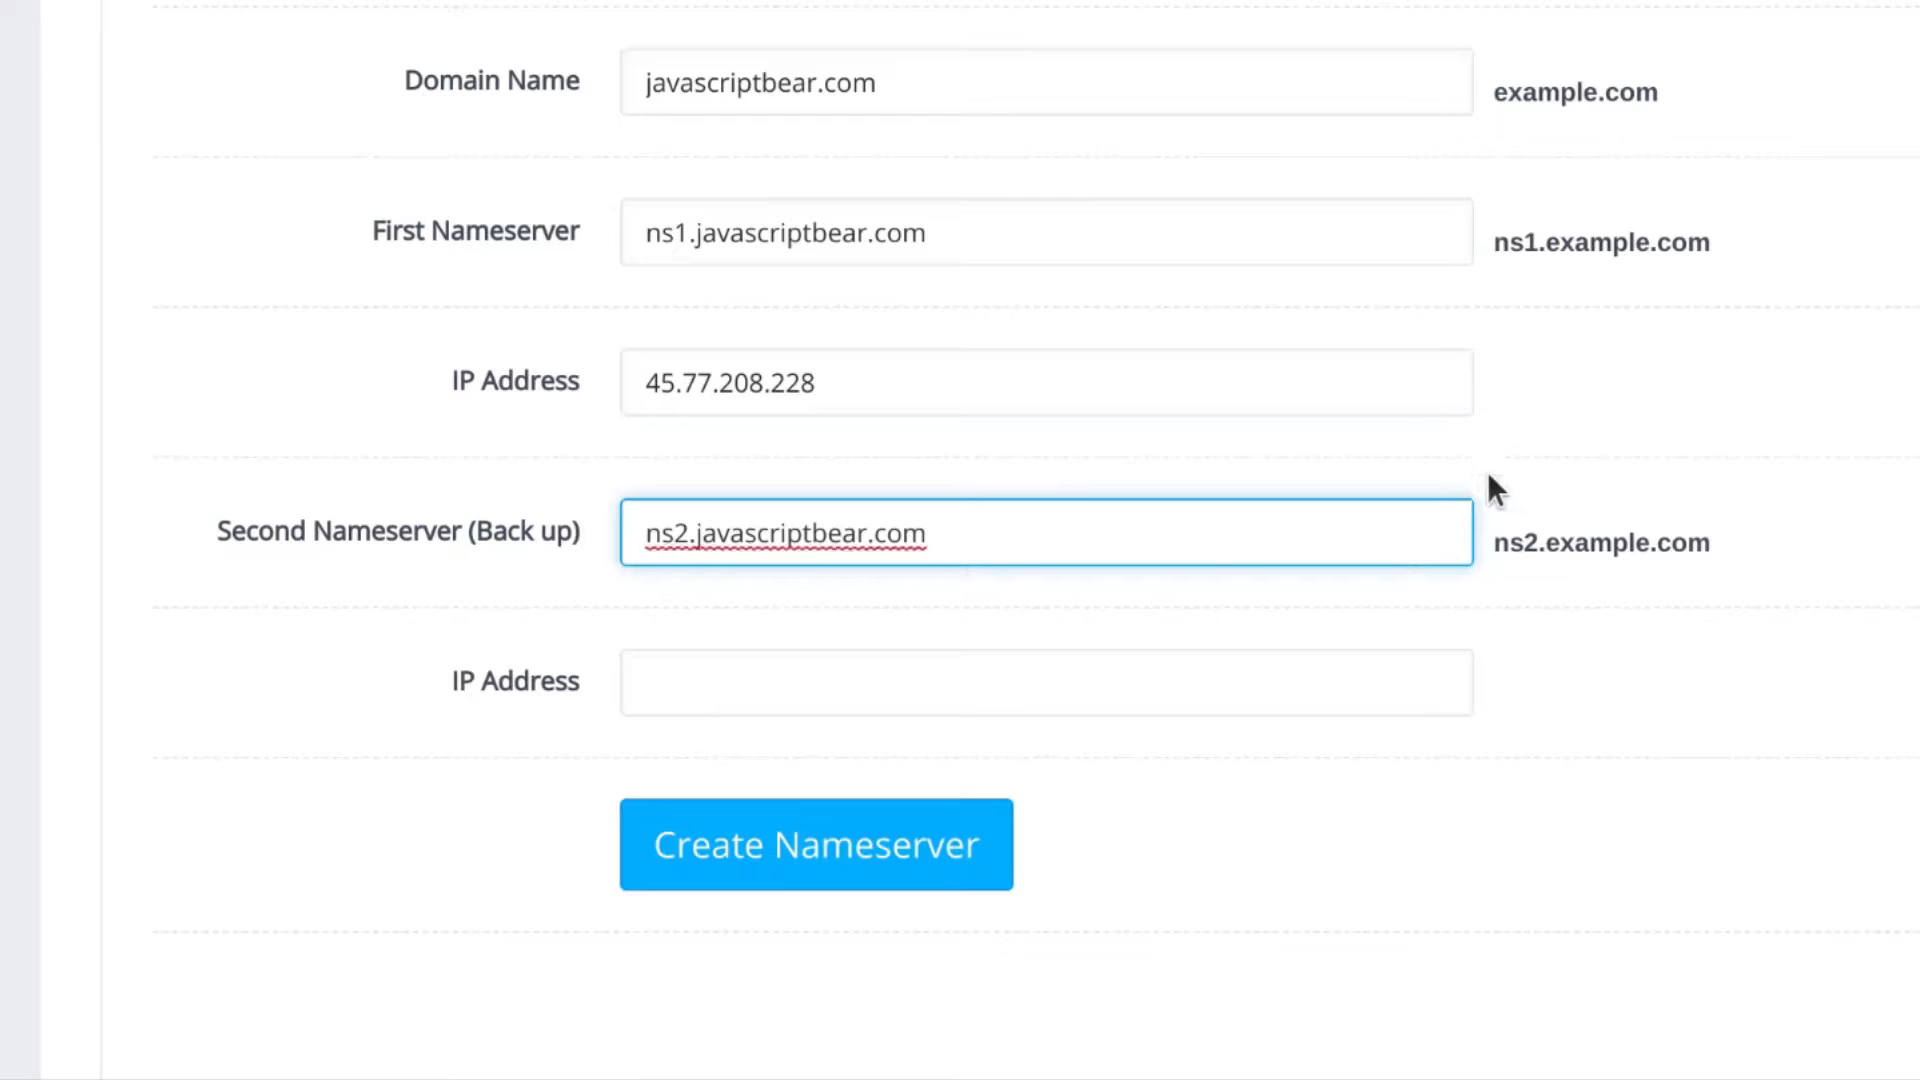 Domain Name
javascriptbear.com
example.com
First Nameserver
ns1.javascriptbear.com
ns1.example.com
IP Address
45.77.208.228
Second Nameserver (Back up)
ns2.javascriptbear.com
ns2.example.com
IP Address
Create Nameserver